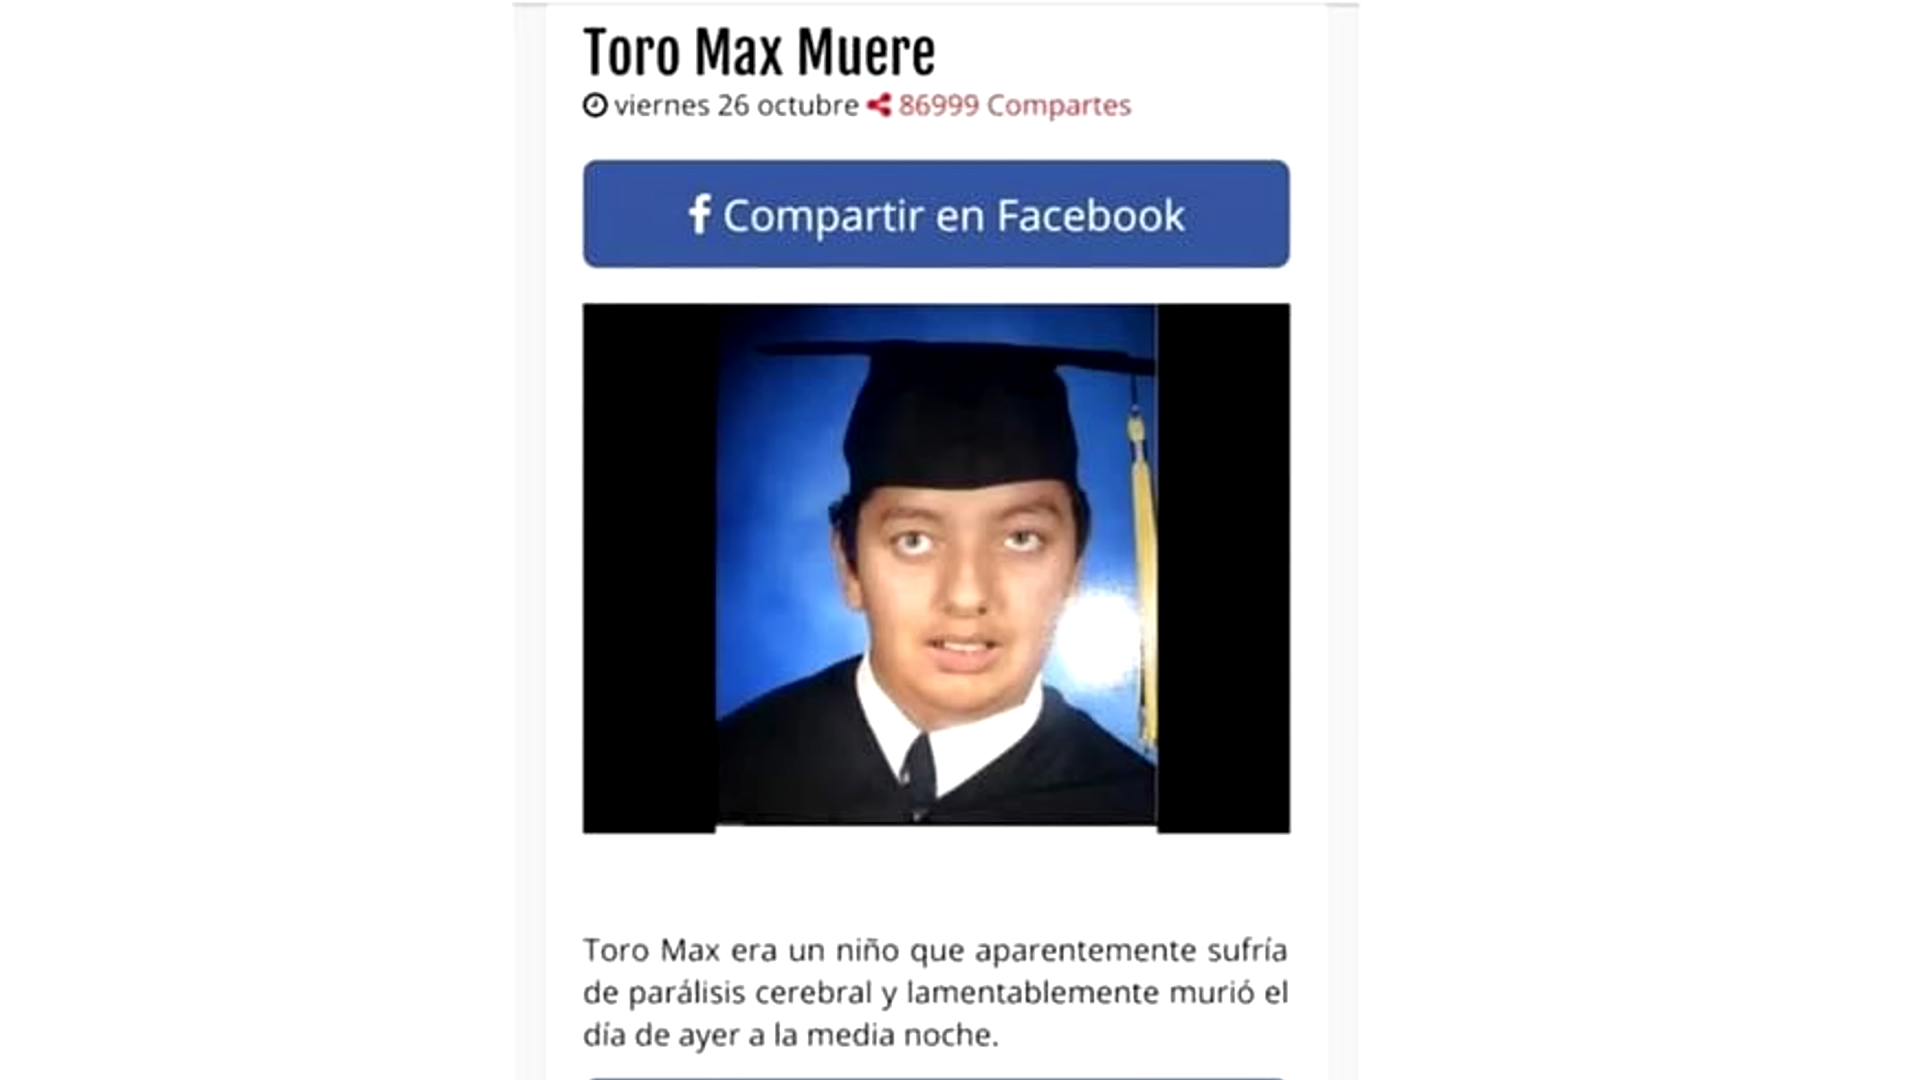 Toro Max Muere
viernes 26 octubre 86999 Compartes
Compartir en Facebook
Toro Max era un niño que aparentemente sufría
de parálisis cerebral y lamentablemente murió el
día de ayer a la media noche.